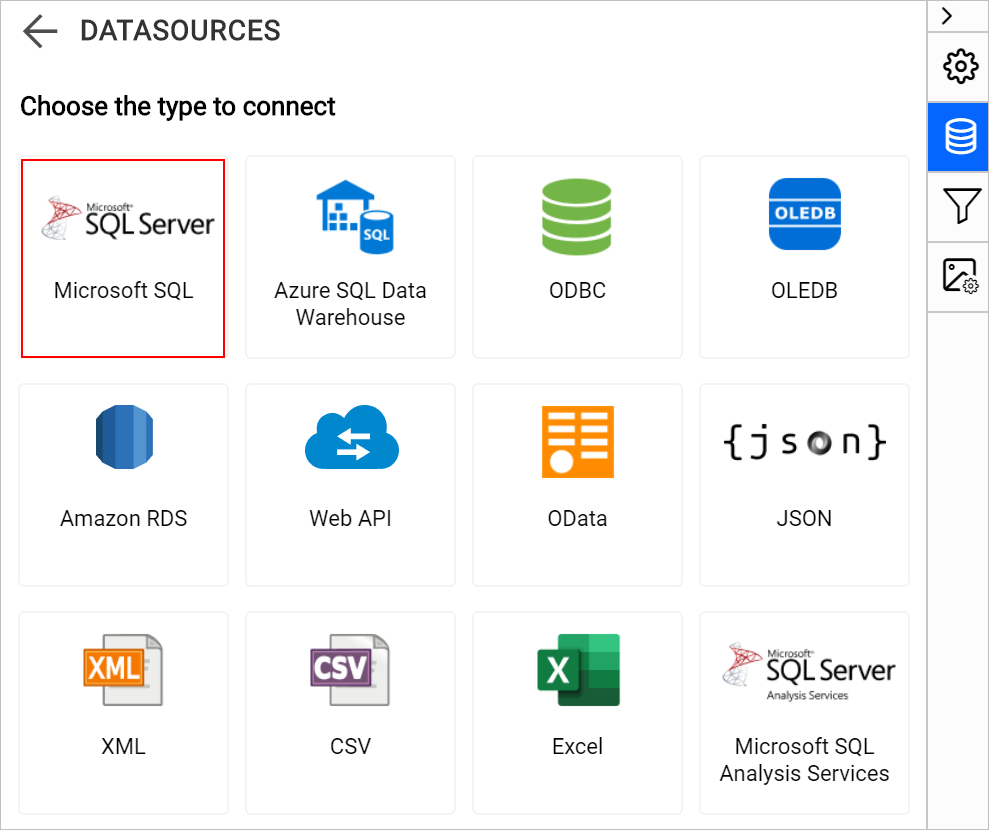 DATASOURCES
Choose the type to connect
Microsoft®
SQL Server
Microsoft SQL
SQL
Azure SQL Data
Warehouse
ODBC
OLEDB
OLEDB
Amazon RDS
Web API
OData
{json}
JSON
XML
XML
CSV
CSV
X
Excel
Microsoft®
SQL Server
Analysis Services
Microsoft SQL
Analysis Services